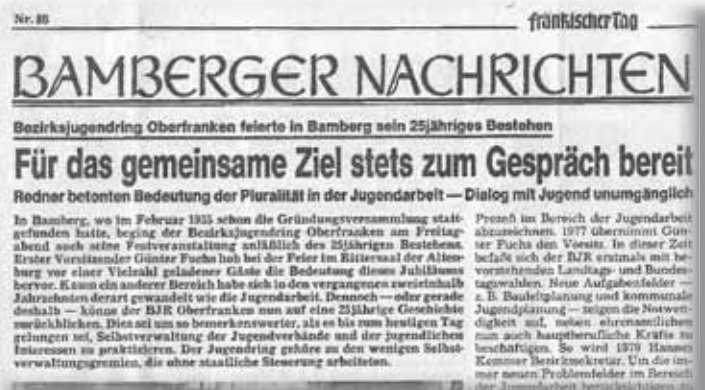 Nr. 88
fränkischer Tag
BAMBERGER NACHRICHTEN
Bezirksjugendring Oberfranken feierte in Bamberg sein 25jähriges Bestehen
Für das gemeinsame Ziel stets zum Gespräch bereit
Redner betonten Bedeutung der Pluralität in der Jugendarbeit — Dialog mit Jugend unumgänglich
In Bamberg, wo im Februar 1955 schon die Gründungsversammlung statt-
gefunden hatte, beging der Bezirksjugendring Oberfranken am Freitag-
abend auch seine Festveranstaltung anläßlich des 25jährigen Bestehens.
Erster Vorsitzender Günter Fuchs hob bei der Feier im Rittersaal der Alten-
burg vor einer Vielzahl geladener Gäste die Bedeutung dieses Jubiläums
hervor. Kaum ein anderer Bereich habe sich in den vergangenen zweieinhalb
Jahrzehnten derart gewandelt wie die Jugendarbeit. Dennoch — oder gerade
deshalb — könne der BJR Oberfranken nun auf eine 25jährige Geschichte
zurückblicken. Dies sei um so bemerkenswerter, als es bis zum heutigen Tag
gelungen sei, Selbstverwaltung der Jugendverbände und der jugendlichen
Interessen zu praktizieren. Der Jugendring gehöre zu den wenigen Selbst-
verwaltungsgremien, die ohne staatliche Steuerung arbeiteten.
Prozeß im Bereich der Jugendarbeit
abzuzeichnen. 1977 übernimmt Gün-
ter Fuchs den Vorsitz. In dieser Zeit
befaßt sich der BJR erstmals mit be-
vorstehenden Landtags- und Bundes-
tagswahlen. Neue Aufgabenfelder —
z. B. Bauleitplanung und kommunale
Jugendplanung — zeigen die Notwen-
digkeit auf, neben ehrenamtlichen
nun auch hauptberufliche Kräfte zu
beschäftigen. So wird 1979 Hannes
Kommer Bezirkssekretär. Um die im-
mer neuen Problemfelder im Bereich
der Jugendarbeit